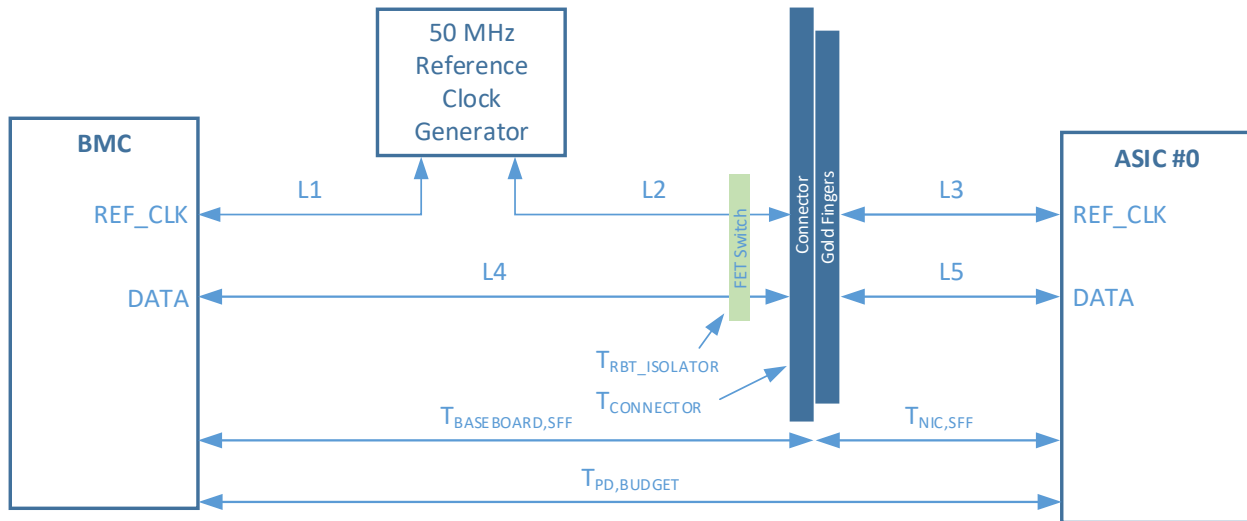 50 MHz
Reference
Clock
Generator
BMC
ASIC #0
L1
L2
L3
REF_CLK
REF_CLK
Connector
Gold Fingers
FET Switch
L4
L5
DATA
DATA
TRBT_ISOLATOR
TCONNECTOR
TBASEBOARD,SFF
TNIC,SFF
TPD,BUDGET